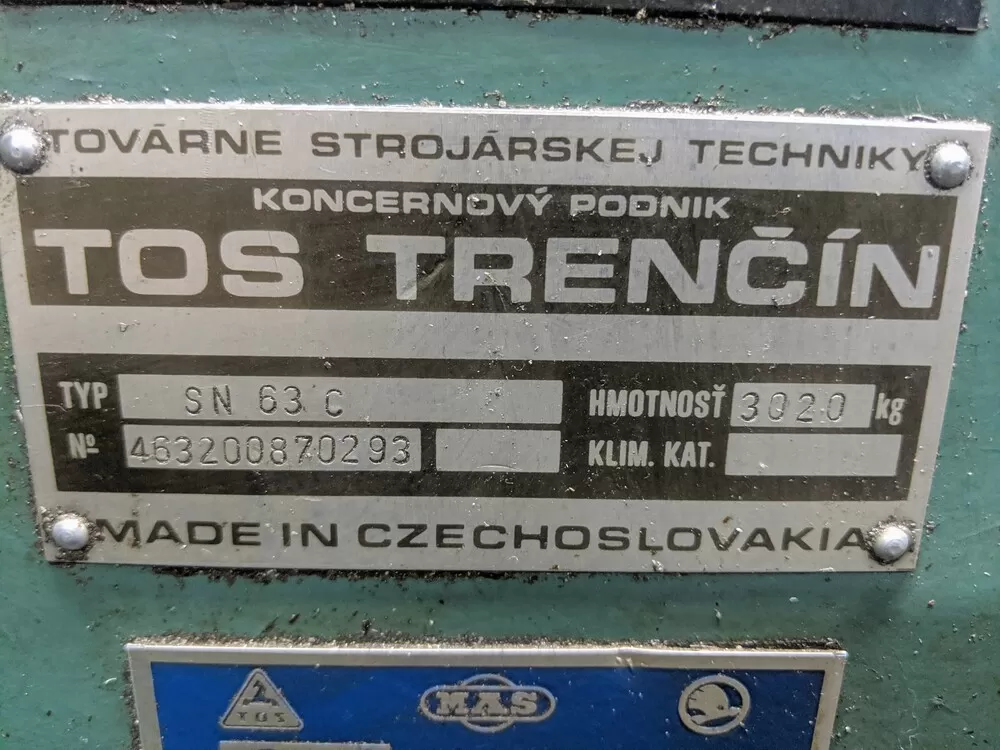 TOVÁRNE STROJÁRSKEJ TECHNIKY
KONCERNOVÝ PODNIK
TOS TRENČÍN
TYP SN 63 C HMOTNOSŤ 3020 kg
Nº 463200870293 KLIM. KAT.
MADE IN CZECHOSLOVAKIA
TOS MAS